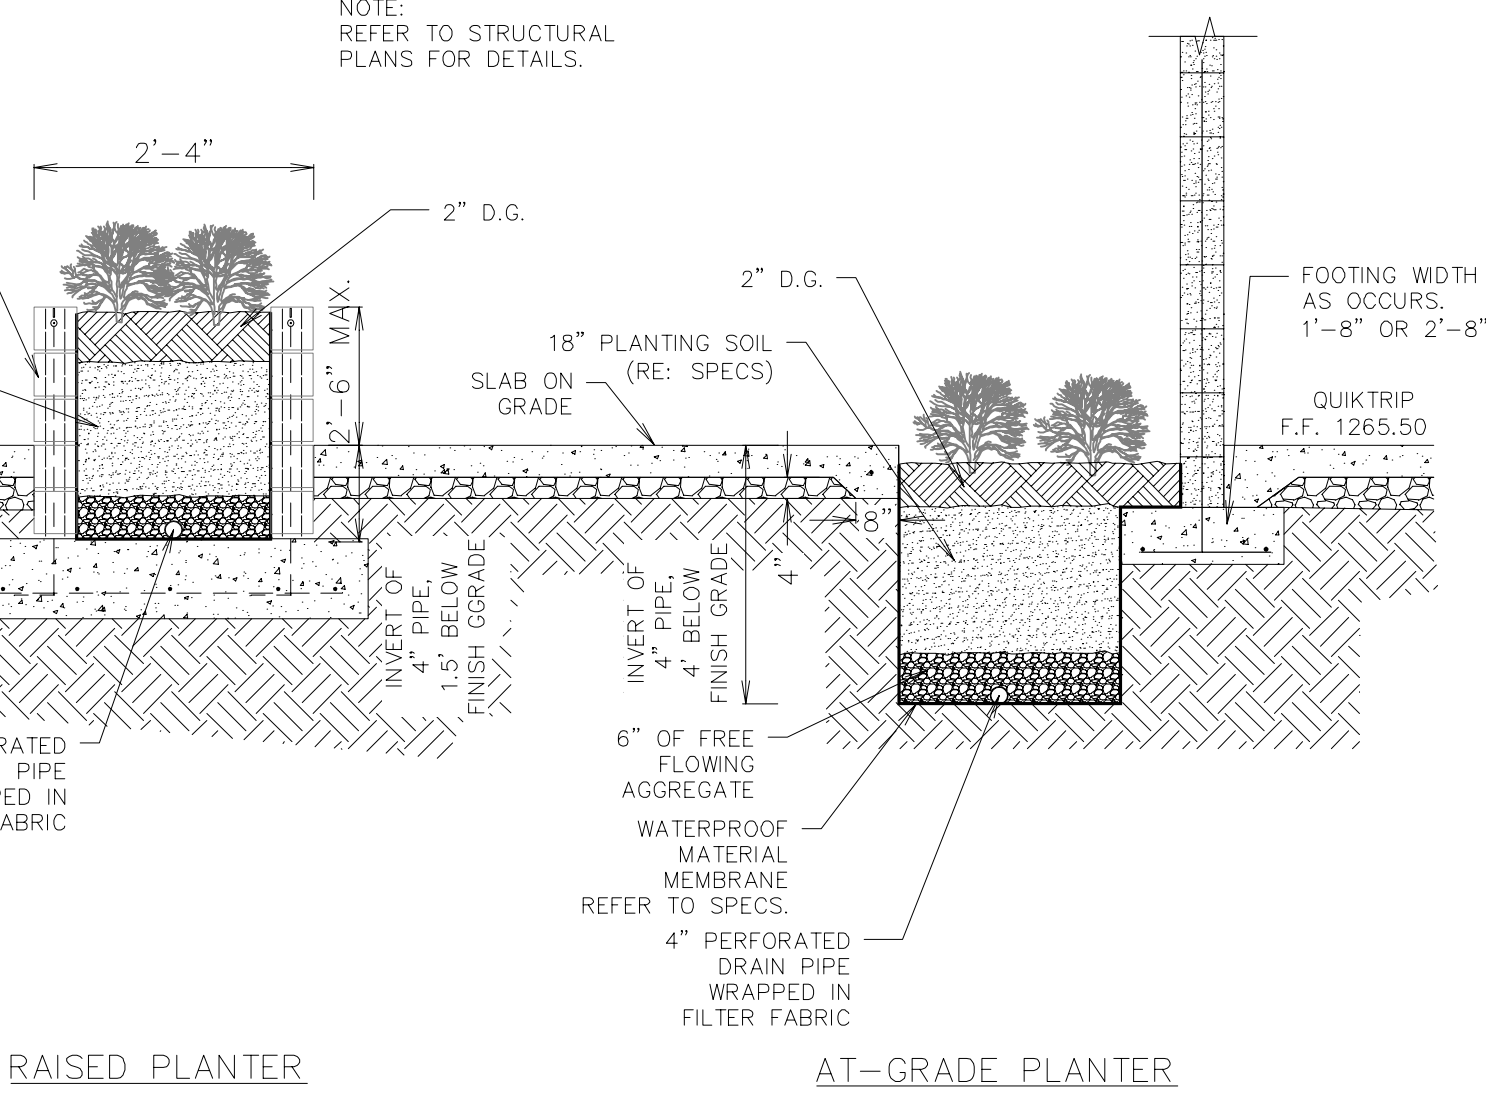 NOTE:
REFER TO STRUCTURAL
PLANS FOR DETAILS.
2'-4"
2" D.G.
2'-6" MAX.
2" D.G.
18" PLANTING SOIL
(RE: SPECS)
SLAB ON
GRADE
FOOTING WIDTH
AS OCCURS.
1'-8" OR 2'-8"
QUIKTRIP
F.F. 1265.50
8"
4"
INVERT OF
4" PIPE,
1.5' BELOW
FINISH GGRADE
INVERT OF
4" PIPE,
4' BELOW
FINISH GRADE
RATED
PIPE
PED IN
ABRIC
6" OF FREE
FLOWING
AGGREGATE
WATERPROOF
MATERIAL
MEMBRANE
REFER TO SPECS.
4" PERFORATED
DRAIN PIPE
WRAPPED IN
FILTER FABRIC
RAISED PLANTER
AT-GRADE PLANTER